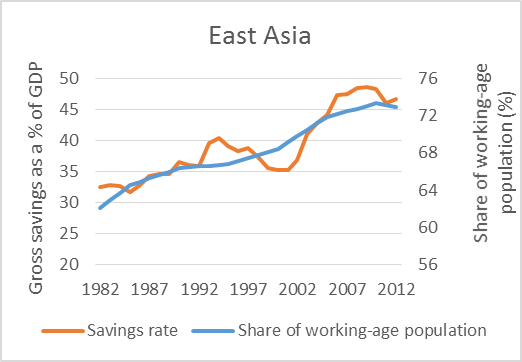 East Asia
Gross savings as a % of GDP
50
45
40
35
30
25
20
76
72
68
64
60
56
Share of working-age
population (%)
1982 1987 1992 1997 2002 2007 2012
Savings rate Share of working-age population